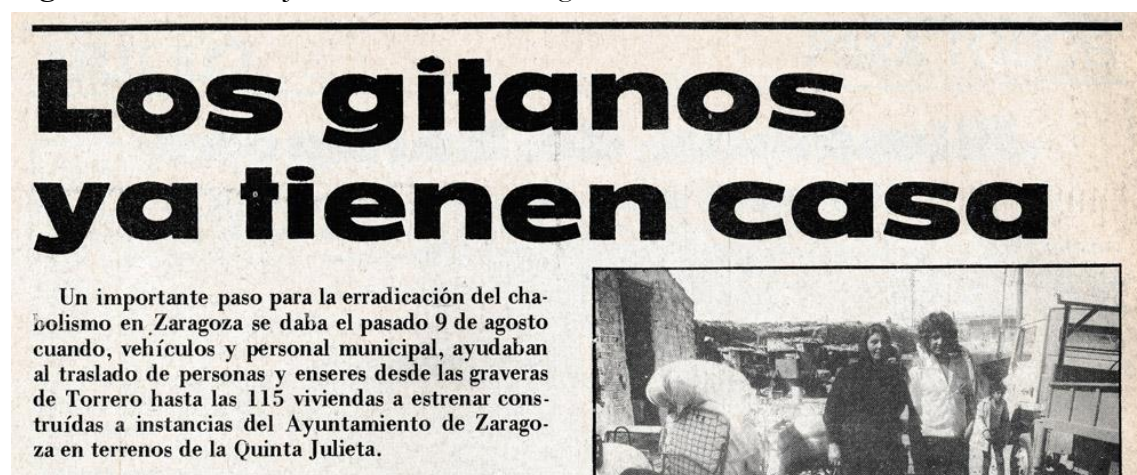 Los gitanos
ya tienen casa
Un importante paso para la erradicación del cha-
bolismo en Zaragoza se daba el pasado 9 de agosto
cuando, vehículos y personal municipal, ayudaban
al traslado de personas y enseres desde las graveras
de Torrero hasta las 115 viviendas a estrenar cons-
truídas a instancias del Ayuntamiento de Zarago-
za en terrenos de la Quinta Julieta.